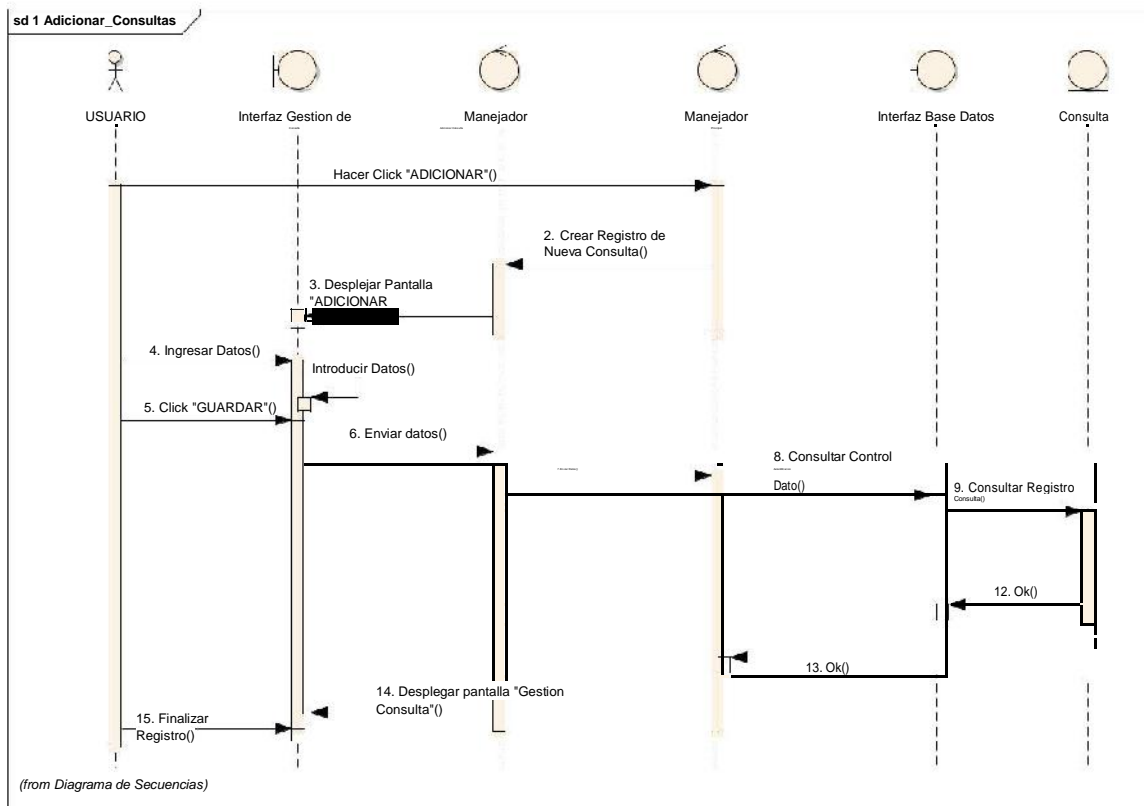 sd 1 Adicionar_Consultas
USUARIO
Interfaz Gestion de
Manejador
Manejador
Interfaz Base Datos
Consulta
Hacer Click "ADICIONAR"()
2. Crear Registro de
Nueva Consulta()
3. Desplejar Pantalla
"ADICIONAR
4. Ingresar Datos()
Introducir Datos()
5. Click "GUARDAR"()
6. Enviar datos()
8. Consultar Control
Dato()
9. Consultar Registro
Consulta()
12. Ok()
13. Ok()
14. Desplegar pantalla "Gestion
Consulta"()
15. Finalizar
Registro()
(from Diagrama de Secuencias)